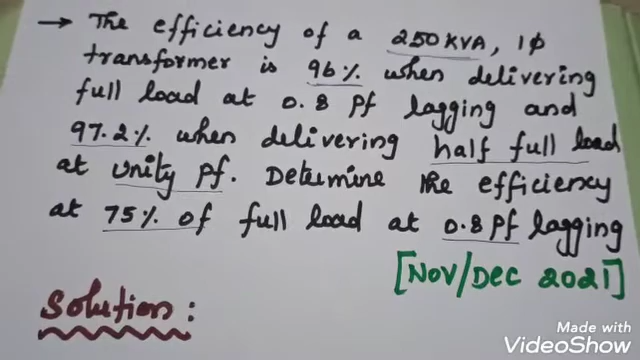 → The efficiency of a 250 KVA, 1ϕ
transformer is 96% when delivering
full load at 0.8 Pf lagging and
97.2% when delivering half full load
at unity Pf. Determine the efficiency
at 75% of full load at 0.8 Pf lagging
[NOV/DEC 2021]
Solution:
Made with
VideoShow